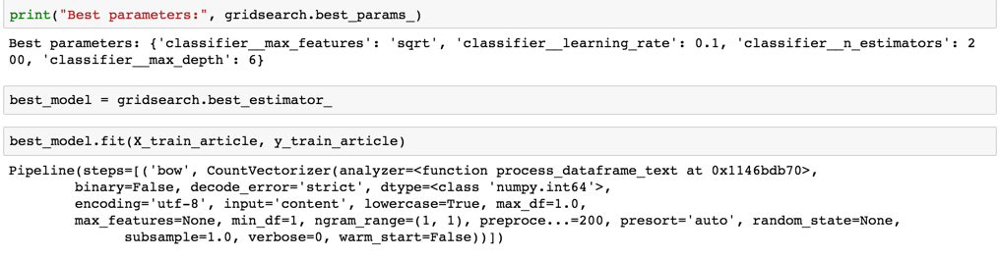 print("Best parameters:", gridsearch.best_params_)
Best parameters: {'classifier__max_features': 'sqrt', 'classifier__learning_rate': 0.1, 'classifier__n_estimators': 2
00, 'classifier__max_depth': 6}
best_model = gridsearch.best_estimator_
best_model.fit(X_train_article, y_train_article)
Pipeline(steps=[('bow', CountVectorizer(analyzer=<function process_dataframe_text at 0x1146bdb70>,
        binary=False, decode_error='strict', dtype=<class 'numpy.int64'>,
        encoding='utf-8', input='content', lowercase=True, max_df=1.0,
        max_features=None, min_df=1, ngram_range=(1, 1), preproce...=200, presort='auto', random_state=None,
              subsample=1.0, verbose=0, warm_start=False))])